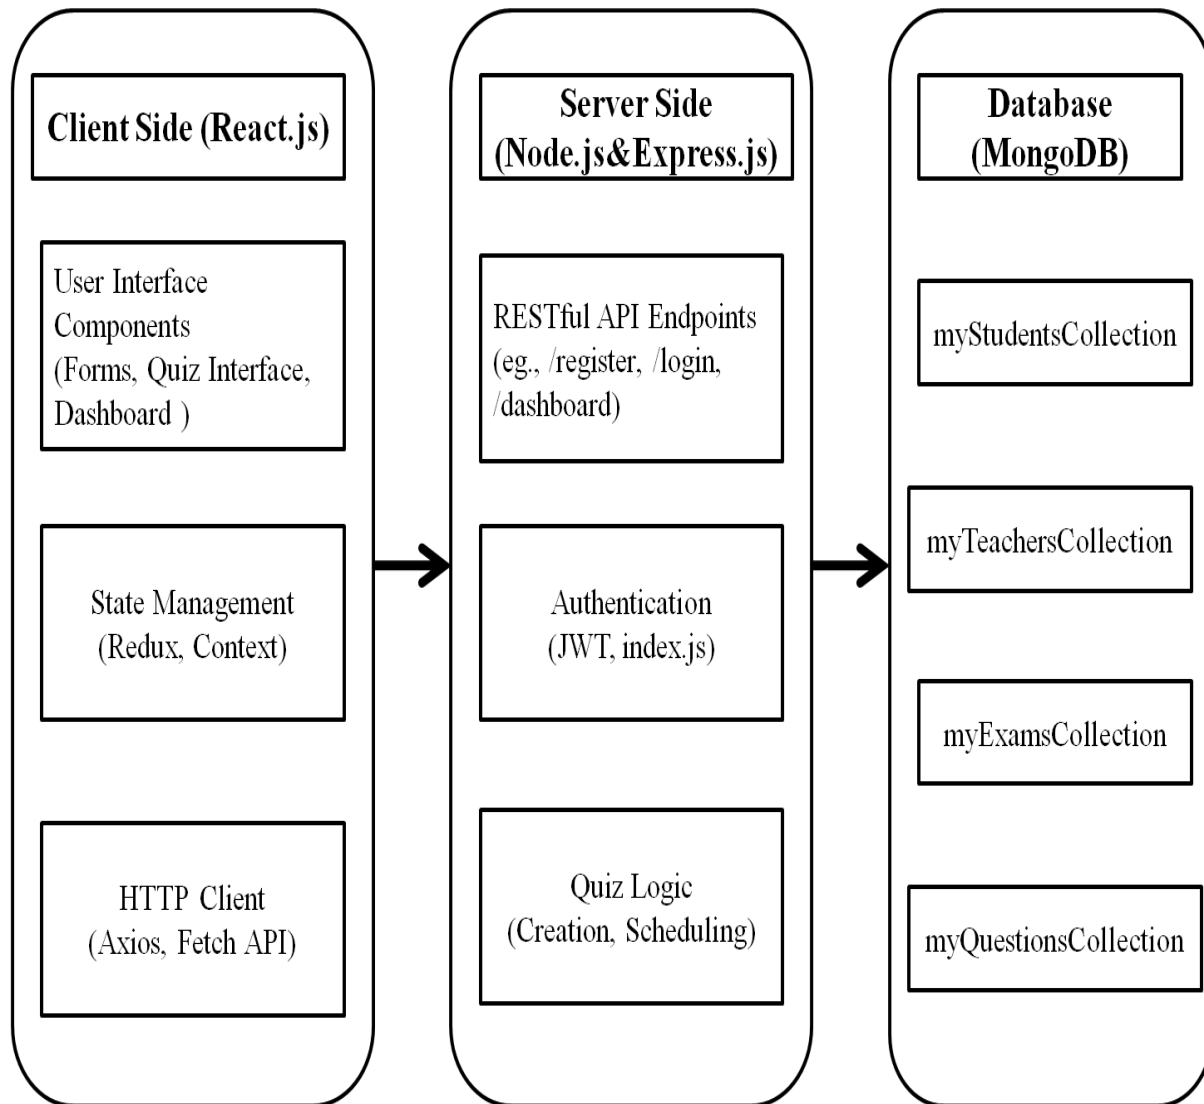 Client Side (React.js)
User Interface
Components
(Forms, Quiz Interface,
Dashboard )
State Management
(Redux, Context)
HTTP Client
(Axios, Fetch API)
Server Side
(Node.js&Express.js)
RESTful API Endpoints
(eg., /register, /login,
/dashboard)
Authentication
(JWT, index.js)
Quiz Logic
(Creation, Scheduling)
Database
(MongoDB)
myStudentsCollection
myTeachersCollection
myExamsCollection
myQuestionsCollection